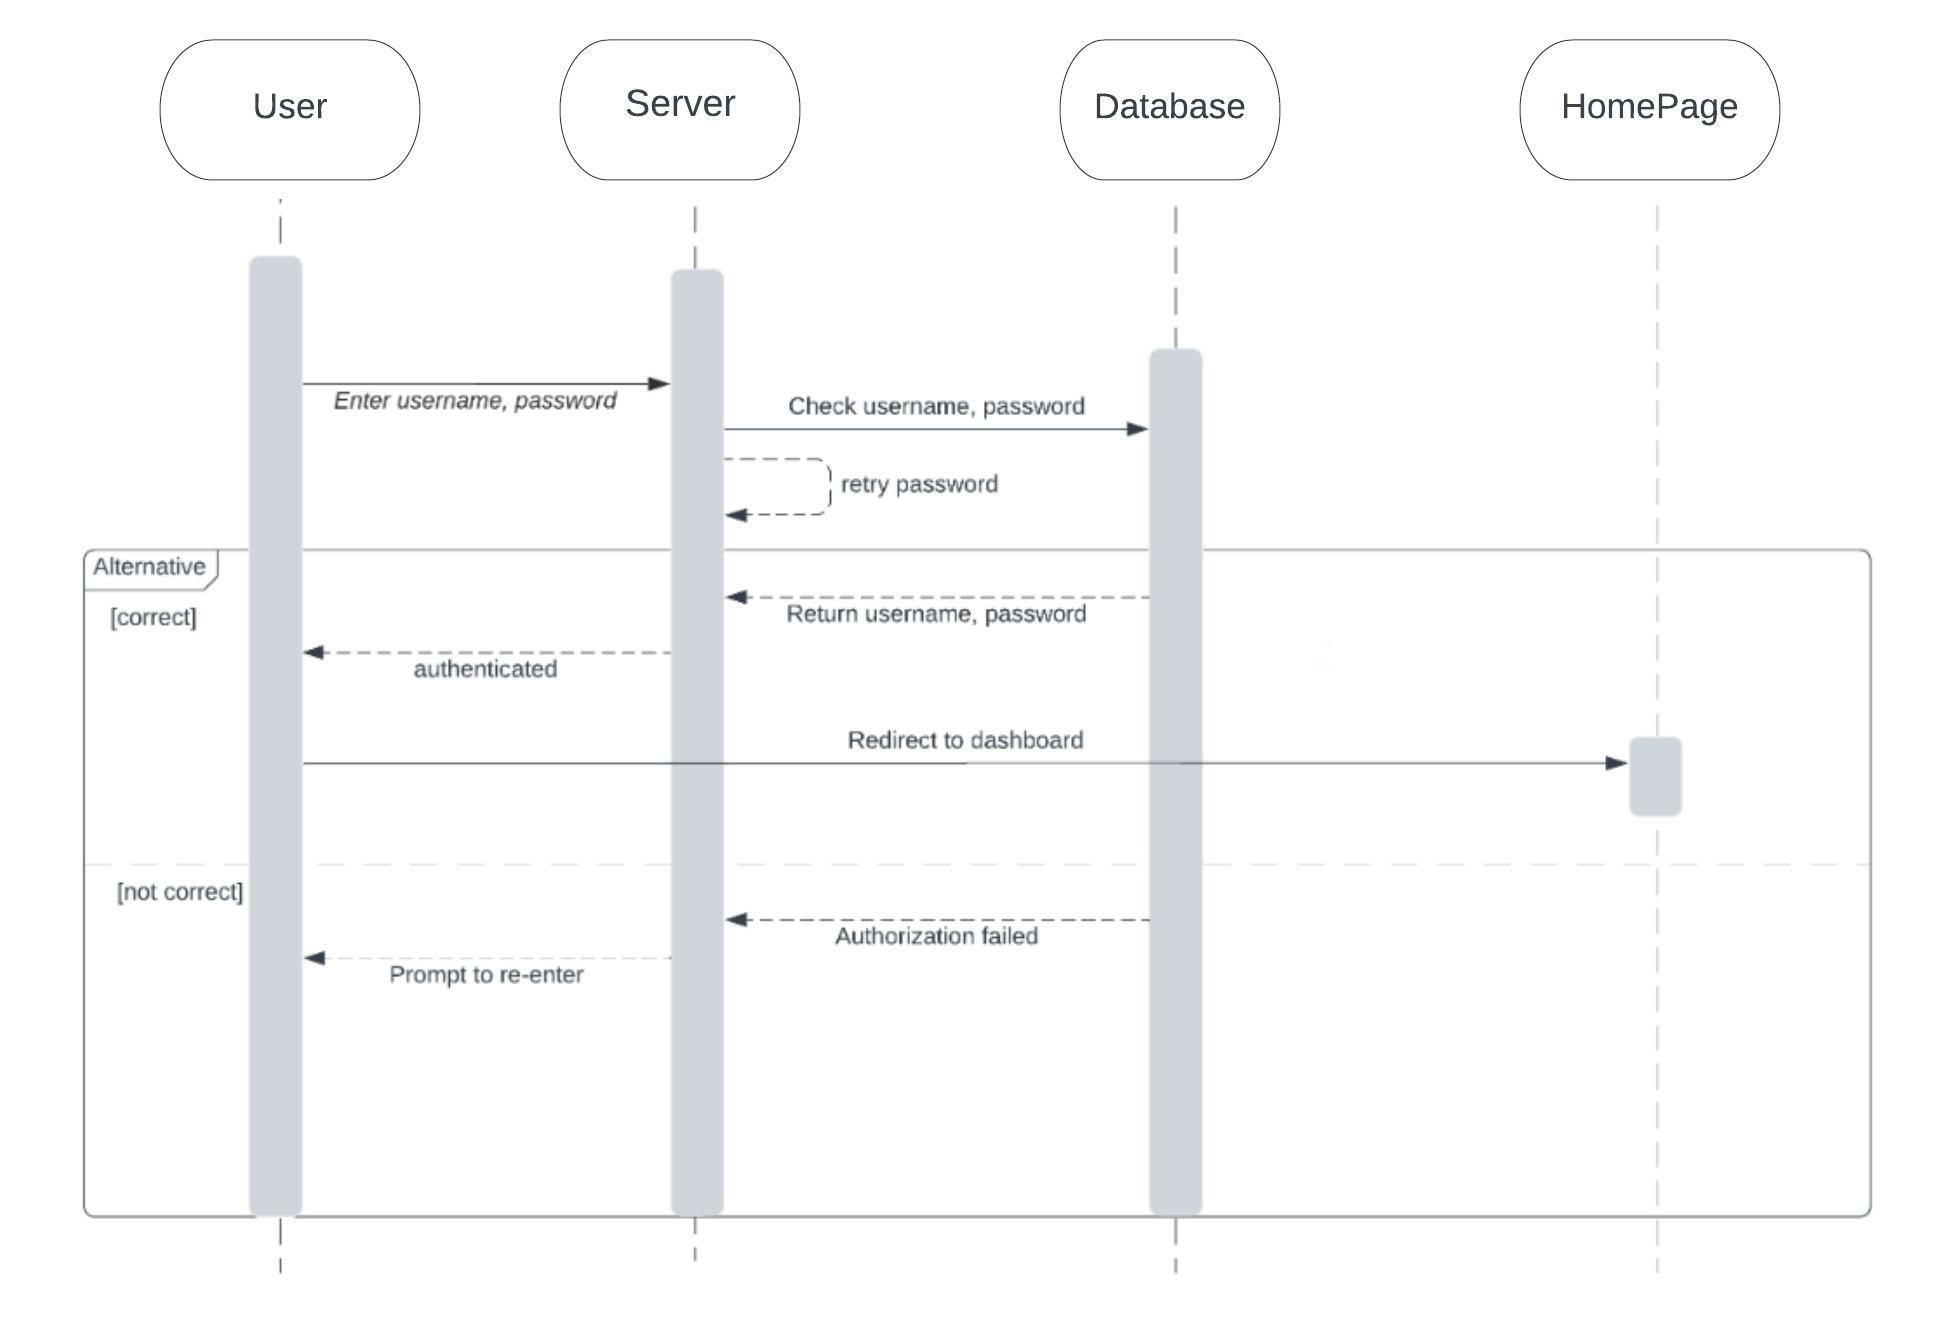 User
Server
Database
HomePage
Enter username, password
Check username, password
retry password
Alternative
[correct]
Return username, password
authenticated
Redirect to dashboard
[not correct]
Authorization failed
Prompt to re-enter